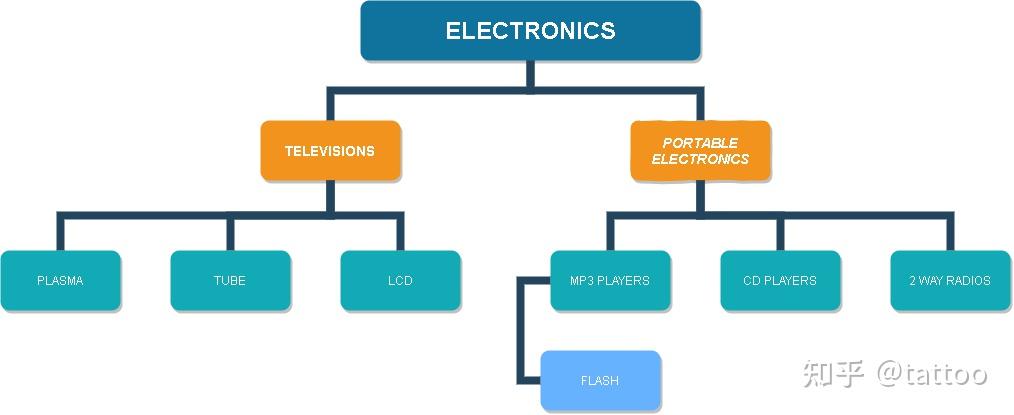 ELECTRONICS
TELEVISIONS
PORTABLE
ELECTRONICS
PLASMA
TUBE
LCD
MP3 PLAYERS
CD PLAYERS
2 WAY RADIOS
FLASH
知乎 @tattoo